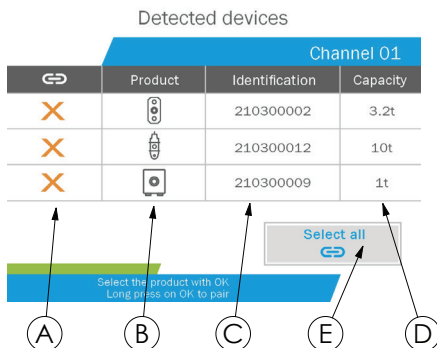 Detected devices
Channel 01
Product Identification Capacity
210300002 3.2t
210300012 10t
210300009 1t
Select all
Select the product with OK
Long press on OK to pair
A B C E D